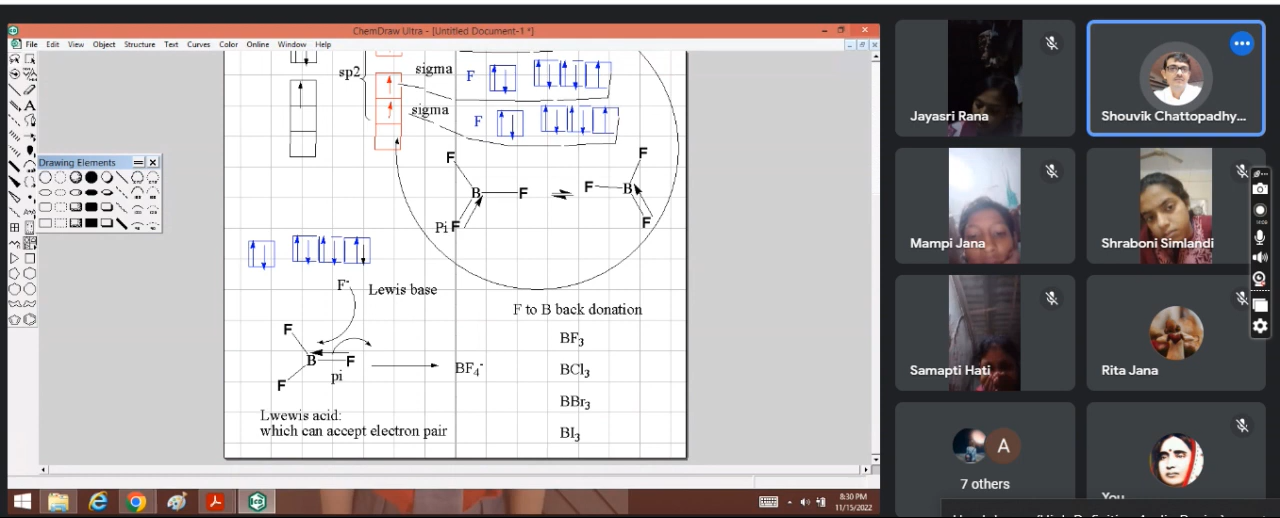 ChemDraw Ultra - [Untitled Document-1 *]
File Edit View Object Structure Text Curves Color Online Window Help
Drawing Elements
sp2
sigma
F
sigma
F
F
B
F
Pi F
F
F
B
F
F to B back donation
F-
Lewis base
F
B
F
pi
F
BF4-
Lwewis acid:
which can accept electron pair
BF3
BCl3
BBr3
BI3
8:30 PM
11/15/2022
Jayasri Rana
Shouvik Chattopadhy...
Mampi Jana
Shraboni Simlandi
Samapti Hati
Rita Jana
A
7 others
You